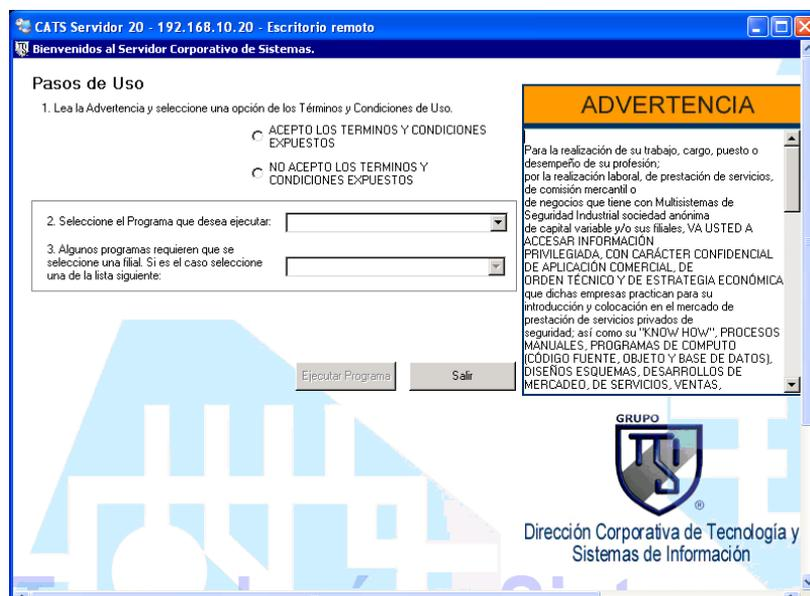 CATS Servidor 20 - 192.168.10.20 - Escritorio remoto
Bienvenidos al Servidor Corporativo de Sistemas.
Pasos de Uso
1. Lea la Advertencia y seleccione una opción de los Términos y Condiciones de Uso.
ACEPTO LOS TERMINOS Y CONDICIONES
EXPUESTOS
NO ACEPTO LOS TERMINOS Y
CONDICIONES EXPUESTOS
2. Seleccione el Programa que desea ejecutar:
3. Algunos programas requieren que se
seleccione una filial. Si es el caso seleccione
una de la lista siguiente:
Ejecutar Programa
Salir
ADVERTENCIA
Para la realización de su trabajo, cargo, puesto o
desempeño de su profesión;
por la realización laboral, de prestación de servicios,
de comisión mercantil o
de negocios que tiene con Multisistemas de
Seguridad Industrial sociedad anónima
de capital variable y/o sus filiales, VA USTED A
ACCESAR INFORMACIÓN
PRIVILEGIADA, CON CARÁCTER CONFIDENCIAL
DE APLICACIÓN COMERCIAL, DE
ORDEN TÉCNICO Y DE ESTRATEGIA ECONÓMICA
que dichas empresas practican para su
introducción y colocación en el mercado de
prestación de servicios privados de
seguridad; así como su "KNOW HOW", PROCESOS
MANUALES, PROGRAMAS DE COMPUTO
(CÓDIGO FUENTE, OBJETO Y BASE DE DATOS),
DISEÑOS ESQUEMAS, DESARROLLOS DE
MERCADEO, DE SERVICIOS, VENTAS,
GRUPO
®
Dirección Corporativa de Tecnología y
Sistemas de Información